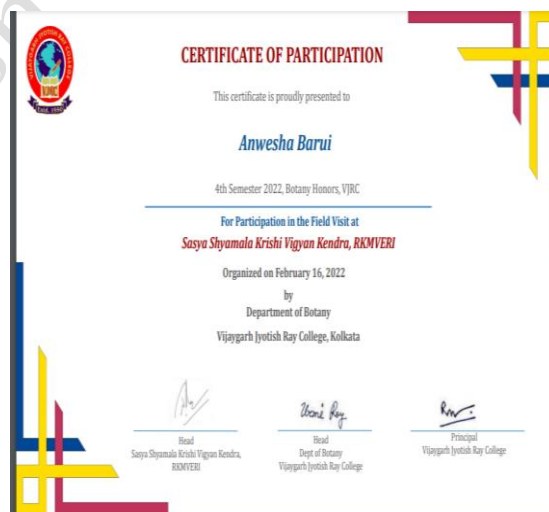 CERTIFICATE OF PARTICIPATION
This certificate is proudly presented to
Anwesha Barui
4th Semester 2022, Botany Honors, VJRC
For Participation in the Field Visit at
Sasya Shyamala Krishi Vigyan Kendra, RKMVERI
Organized on February 16, 2022
by
Department of Botany
Vijaygarh Jyotish Ray College, Kolkata
Head
Sasya Shyamala Krishi Vigyan Kendra,
RKMVERI
Head
Dept of Botany
Vijaygarh Jyotish Ray College
Principal
Vijaygarh Jyotish Ray College